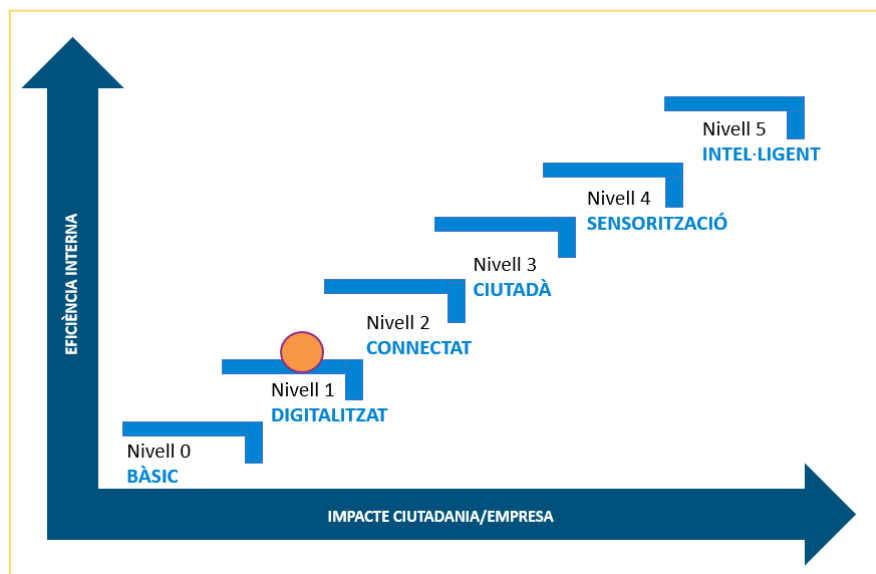 Nivell 5
INTEL·LIGENT
Nivell 4
SENSORITZACIÓ
Nivell 3
CIUTADÀ
Nivell 2
CONNECTAT
Nivell 1
DIGITALITZAT
Nivell 0
BÀSIC
EFICIÈNCIA INTERNA
IMPACTE CIUTADANIA/EMPRESA